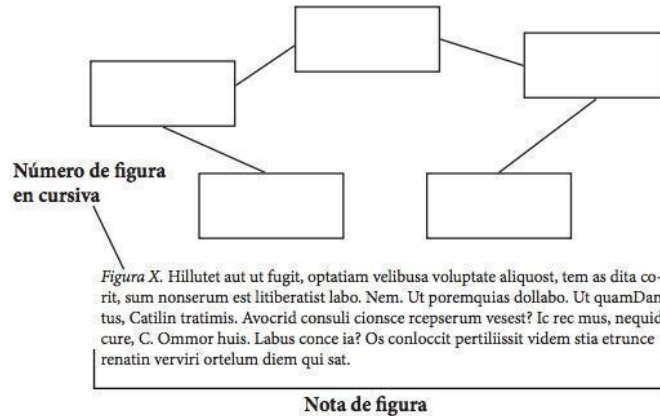 Número de figura
en cursiva
Figura X. Hillutet aut ut fugit, optatiam velibusa voluptate aliquost, tem as dita co-
rit, sum nonserum est litiberatist labo. Nem. Ut poremquias dollabo. Ut quamDan
tus, Catilin tratimis. Avocrid consuli cionsce rcepserum vesest? Ic rec mus, nequid
cure, C. Ommor huis. Labus conce ia? Os conloccit pertiliissit videm stia etrunce
renatin verviri ortelum diem qui sat.
Nota de figura